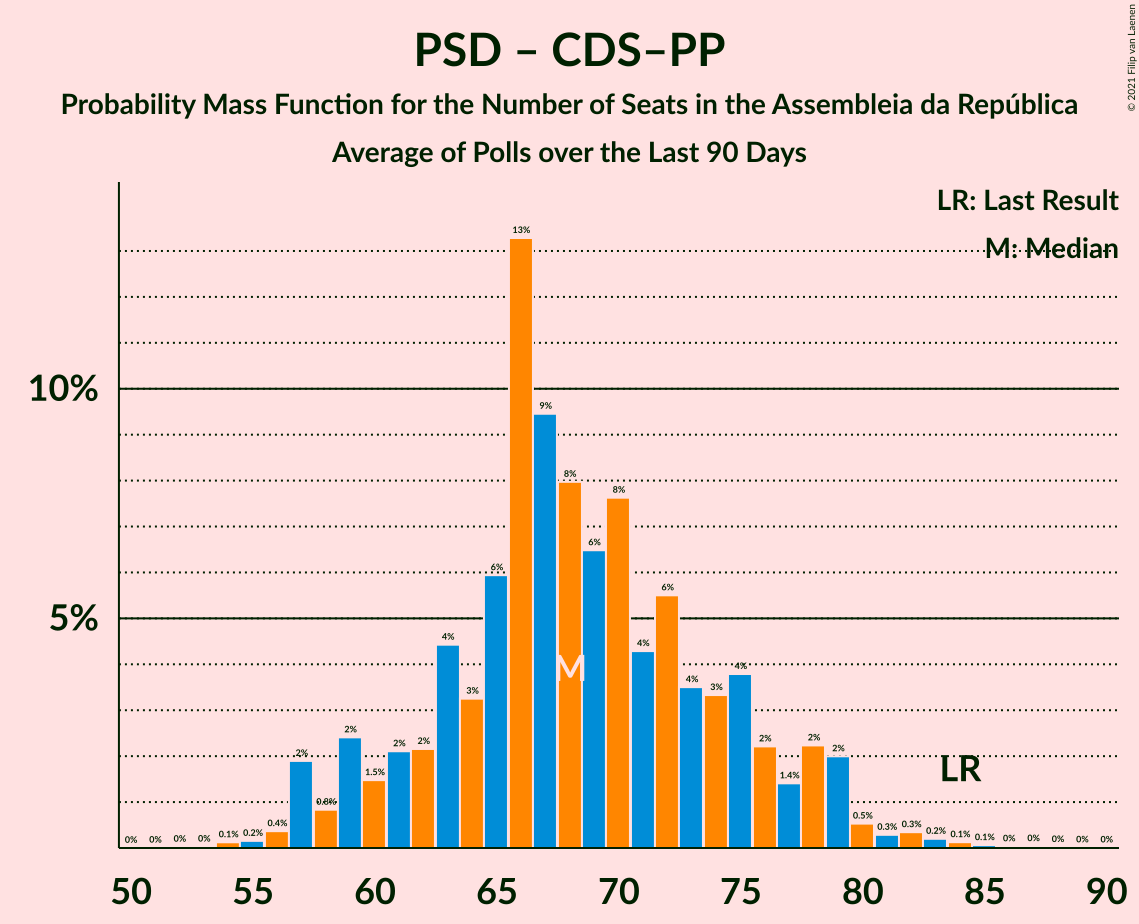 © 2021 Filip van Laenen
PSD – CDS–PP
Probability Mass Function for the Number of Seats in the Assembleia da República
Average of Polls over the Last 90 Days
LR: Last Result
M: Median
10%
5%
0% 0% 0% 0% 0.1% 0.2% 0.4% 2% 0.8% 2% 1.5% 2% 2% 4% 3% 6% 13% 9% 8% 6% 8% 4% 6% 4% 3% 4% 2% 1.4% 2% 2% 0.5% 0.3% 0.3% 0.2% 0.1% 0.1% 0% 0% 0% 0% 0%
M
LR
50 55 60 65 70 75 80 85 90